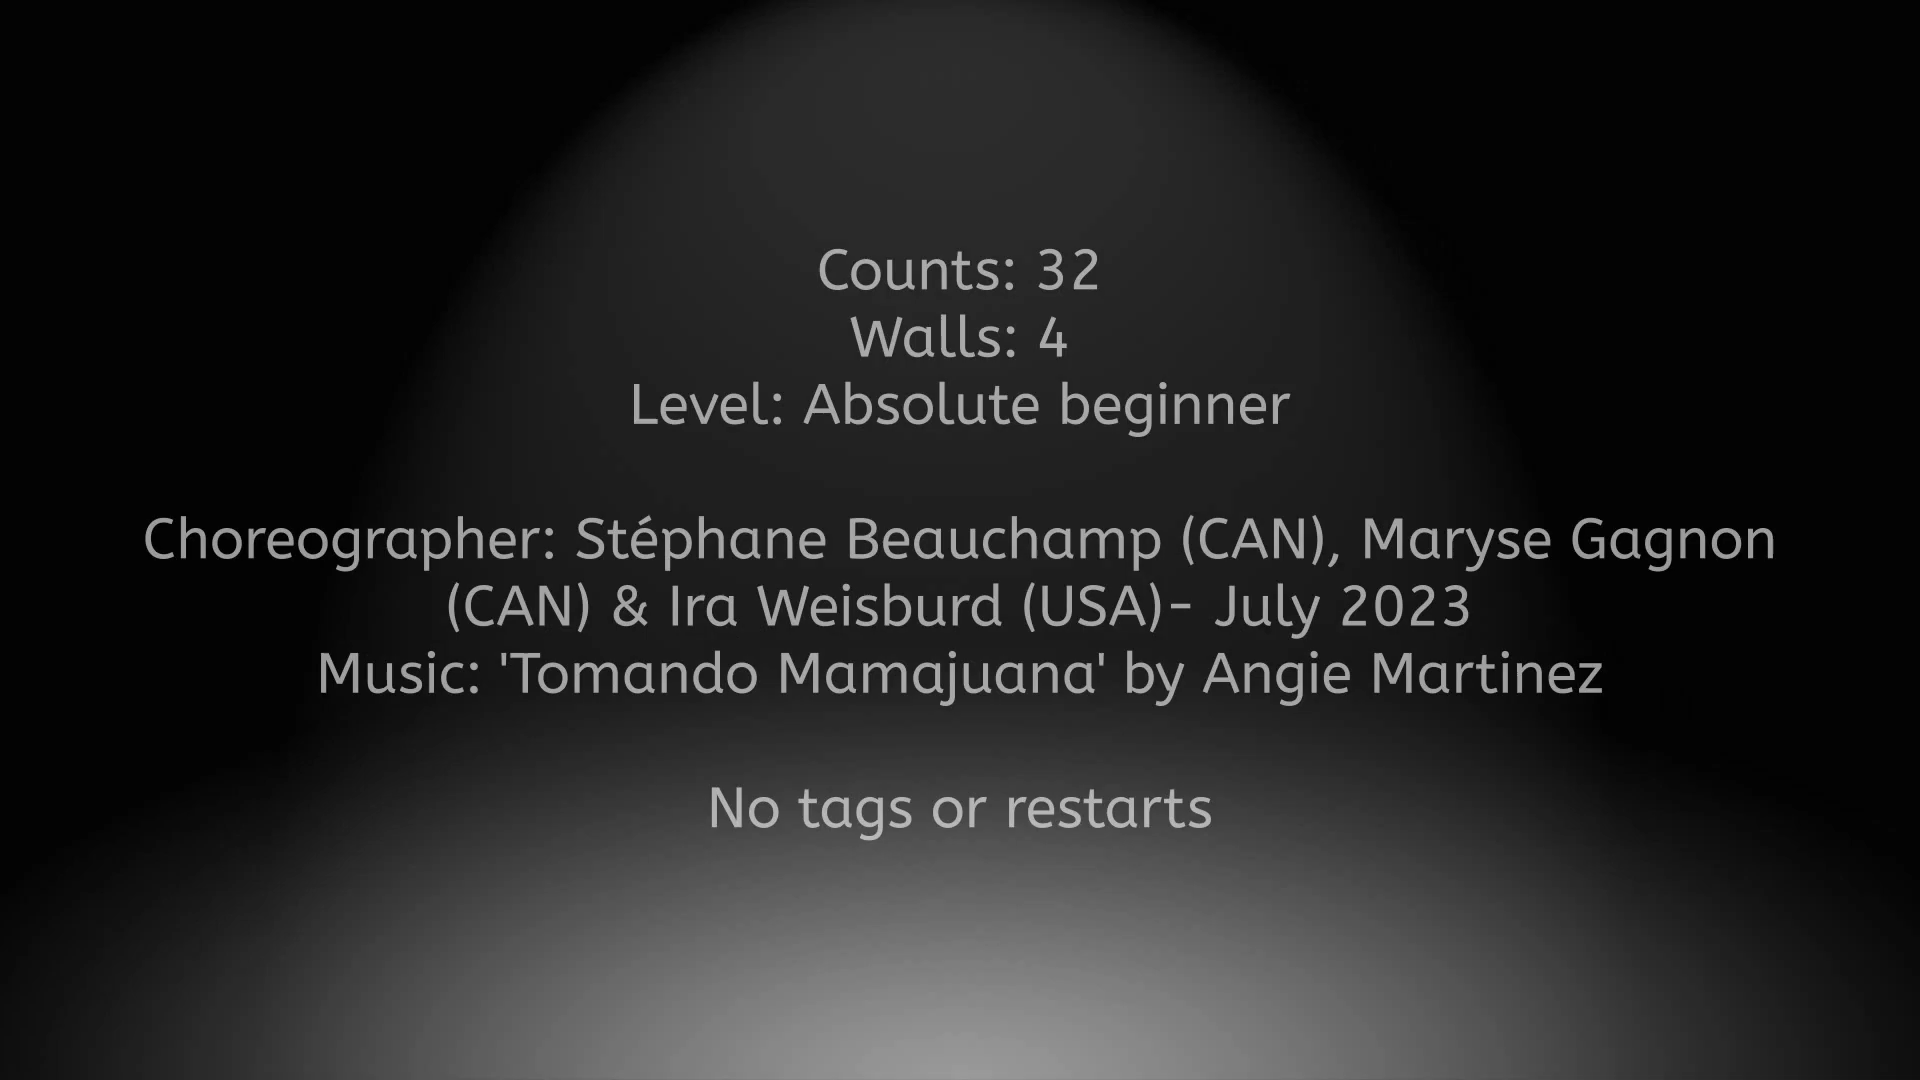 Counts: 32
Walls: 4
Level: Absolute beginner
Choreographer: Stéphane Beauchamp (CAN), Maryse Gagnon
(CAN) & Ira Weisburd (USA)- July 2023
Music: 'Tomando Mamajuana' by Angie Martinez
No tags or restarts